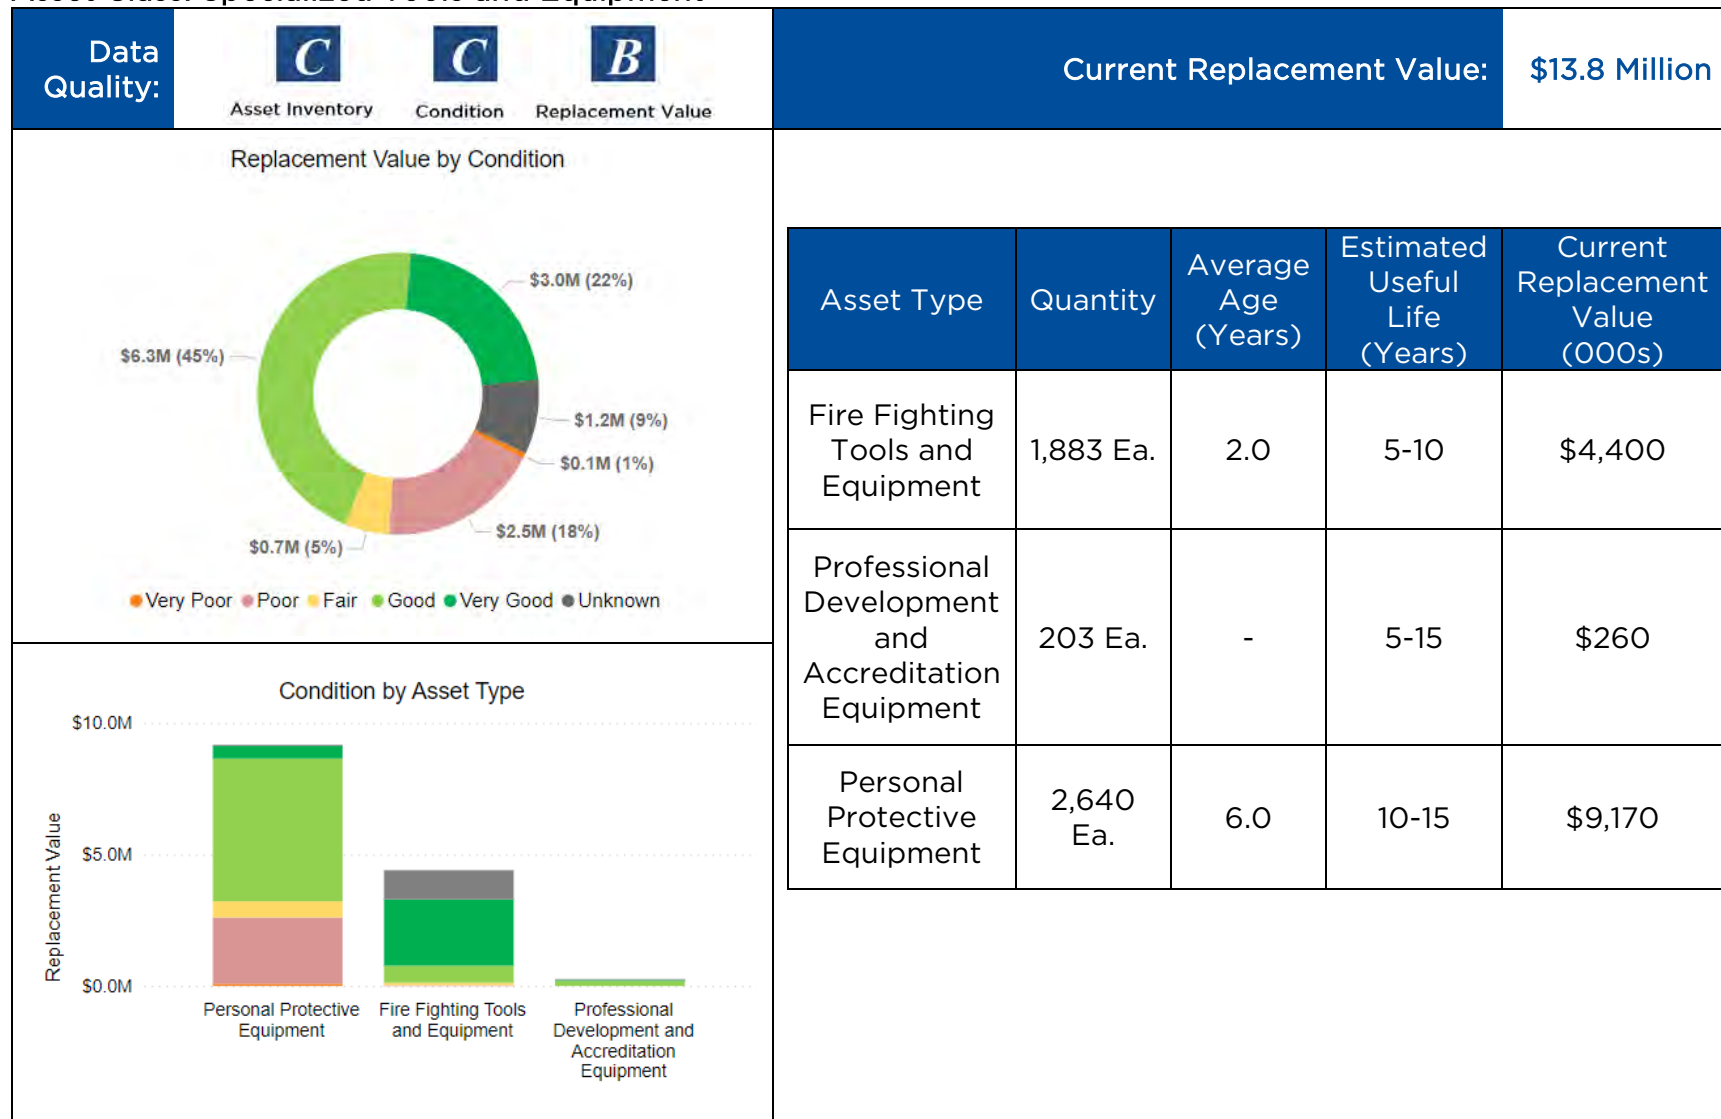 Asset Class: Specialized Tools and Equipment
Data
Quality:
C
C
B
Asset Inventory
Condition
Replacement Value
Current Replacement Value:
$13.8 Million
Replacement Value by Condition
$3.0M (22%)
$6.3M (45%)
$1.2M (9%)
$0.1M (1%)
$2.5M (18%)
$0.7M (5%)
Very Poor
Poor
Fair
Good
Very Good
Unknown
Condition by Asset Type
$10.0M
$5.0M
$0.0M
Replacement Value
Personal Protective
Equipment
Fire Fighting Tools
and Equipment
Professional
Development and
Accreditation
Equipment
Asset Type
Quantity
Average
Age
(Years)
Estimated
Useful
Life
(Years)
Current
Replacement
Value
(000s)
Fire Fighting
Tools and
Equipment
1,883 Ea.
2.0
5-10
$4,400
Professional
Development
and
Accreditation
Equipment
203 Ea.
-
5-15
$260
Personal
Protective
Equipment
2,640
Ea.
6.0
10-15
$9,170